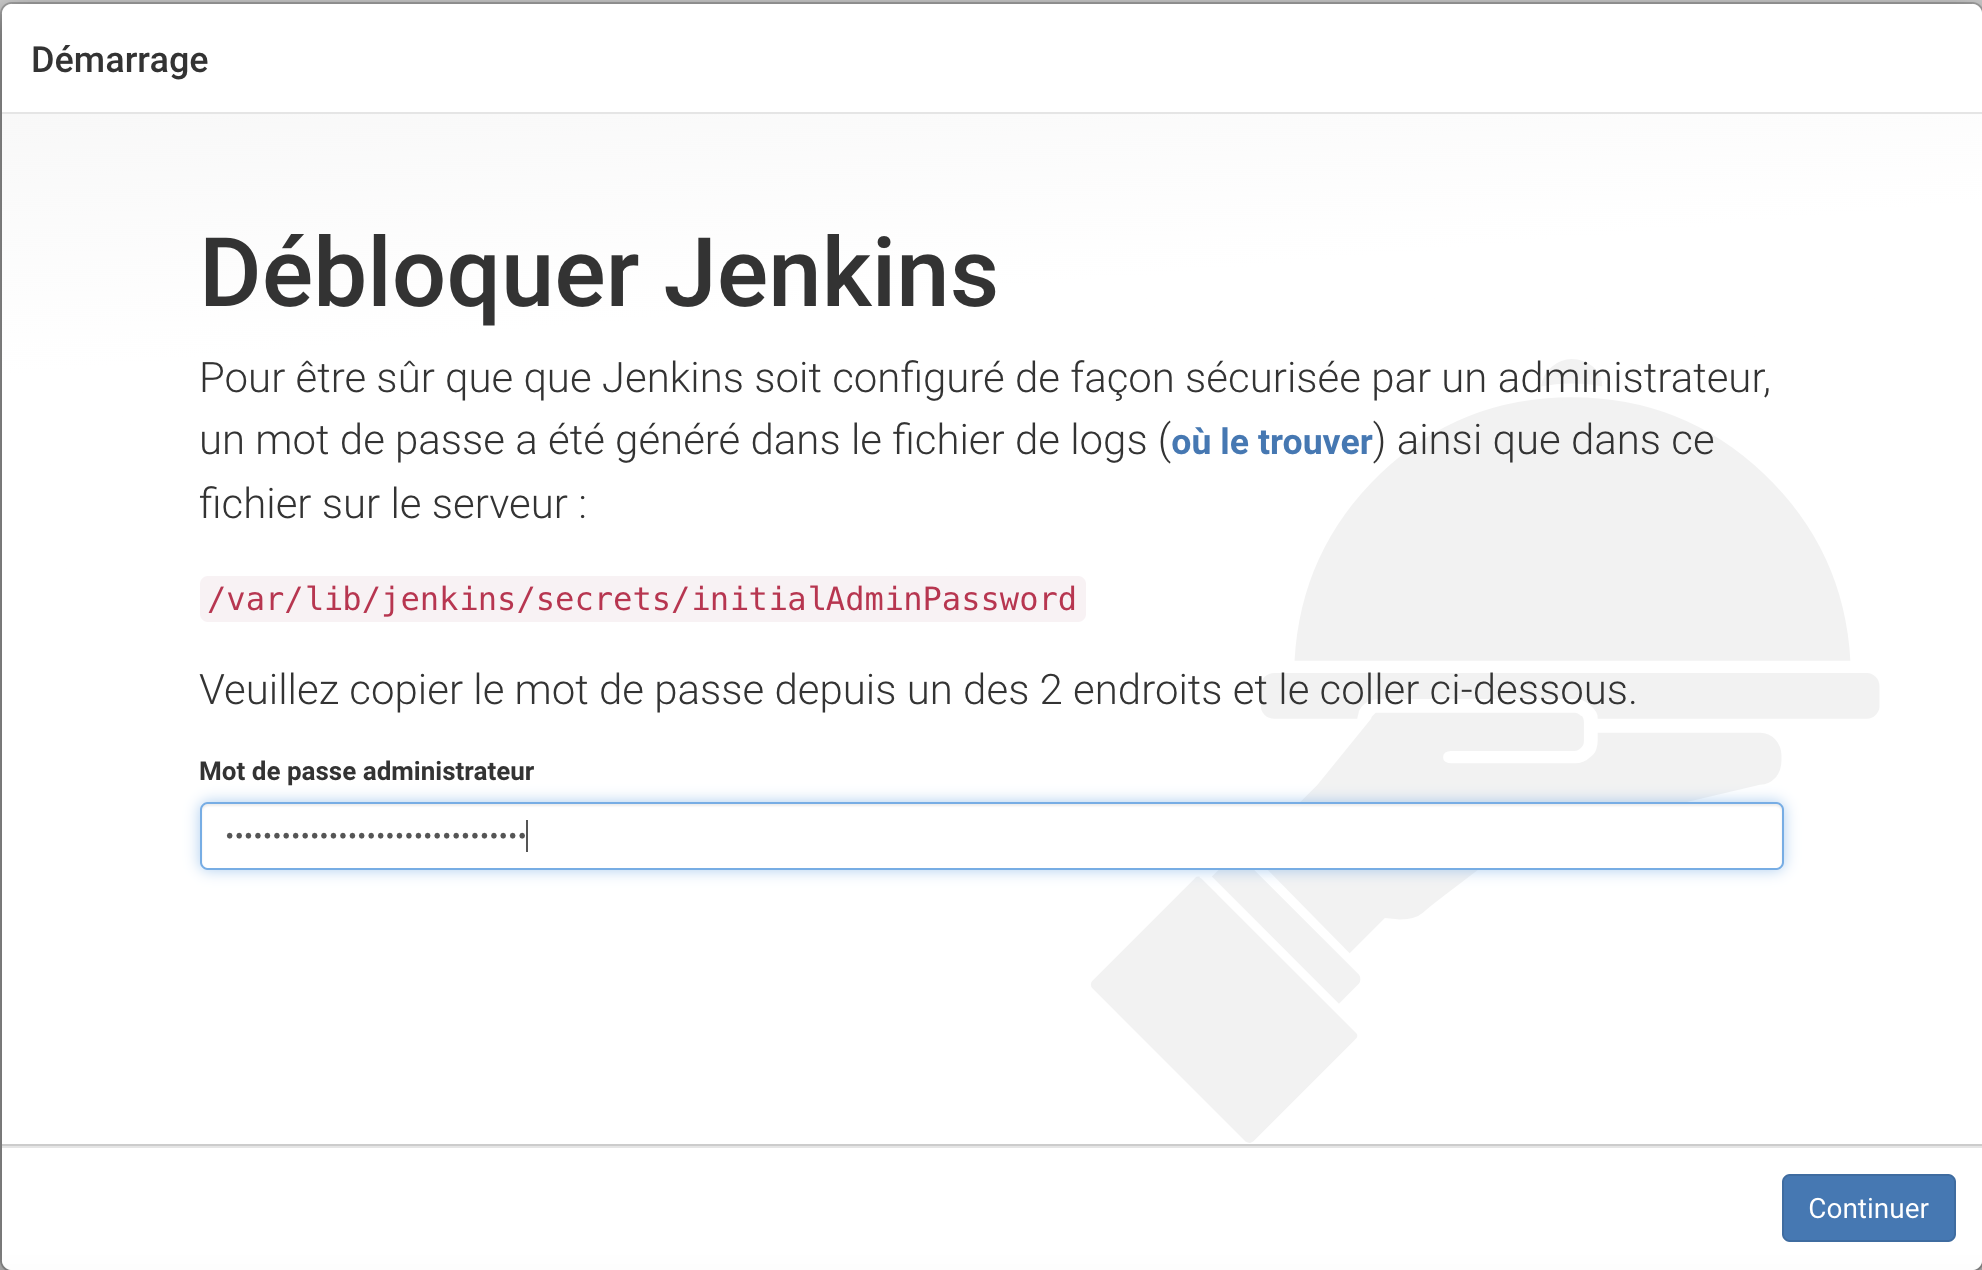 Démarrage
Débloquer Jenkins
Pour être sûr que que Jenkins soit configuré de façon sécurisée par un administrateur,
un mot de passe a été généré dans le fichier de logs (où le trouver) ainsi que dans ce
fichier sur le serveur :
/var/lib/jenkins/secrets/initialAdminPassword
Veuillez copier le mot de passe depuis un des 2 endroits et le coller ci-dessous.
Mot de passe administrateur
••••••••••••••••••••••••••••••••
Continuer